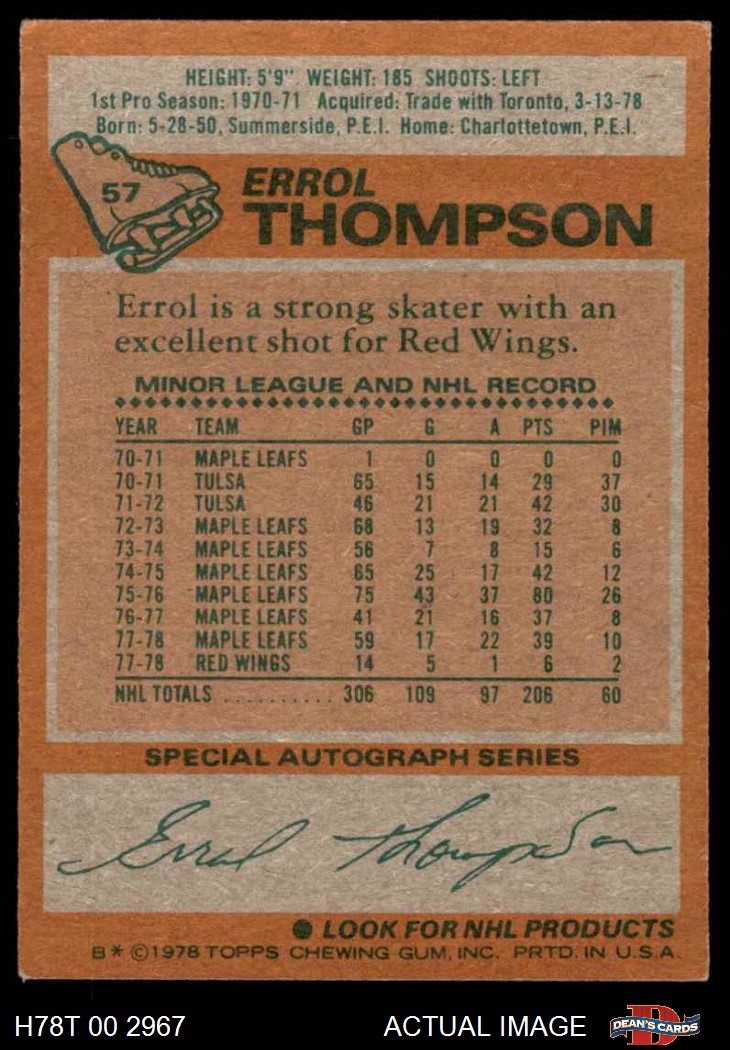 HEIGHT: 5'9". WEIGHT: 185 SHOOTS: LEFT
1st Pro Season: 1970-71 Acquired: Trade with Toronto, 3-13-78
Born: 5-28-50, Summerside, P.E.I. Home: Charlottetown, P.E.I.
57
ERROL
THOMPSON
Errol is a strong skater with an
excellent shot for Red Wings.
MINOR LEAGUE AND NHL RECORD
YEAR TEAM GP G A PTS PIM
70-71 MAPLE LEAFS 1 0 0 0 0
70-71 TULSA 65 15 14 29 37
71-72 TULSA 46 21 21 42 30
72-73 MAPLE LEAFS 68 13 19 32 8
73-74 MAPLE LEAFS 56 7 8 15 6
74-75 MAPLE LEAFS 65 25 17 42 12
75-76 MAPLE LEAFS 75 43 37 80 26
76-77 MAPLE LEAFS 41 21 16 37 8
77-78 MAPLE LEAFS 59 17 22 39 10
77-78 RED WINGS 14 5 1 6 2
NHL TOTALS .......... 306 109 97 206 60
SPECIAL AUTOGRAPH SERIES
Errol Thompson
● LOOK FOR NHL PRODUCTS
B* ©1978 TOPPS CHEWING GUM, INC. PRTD. IN U.S.A.
H78T 00 2967 ACTUAL IMAGE DEAN'S CARDS